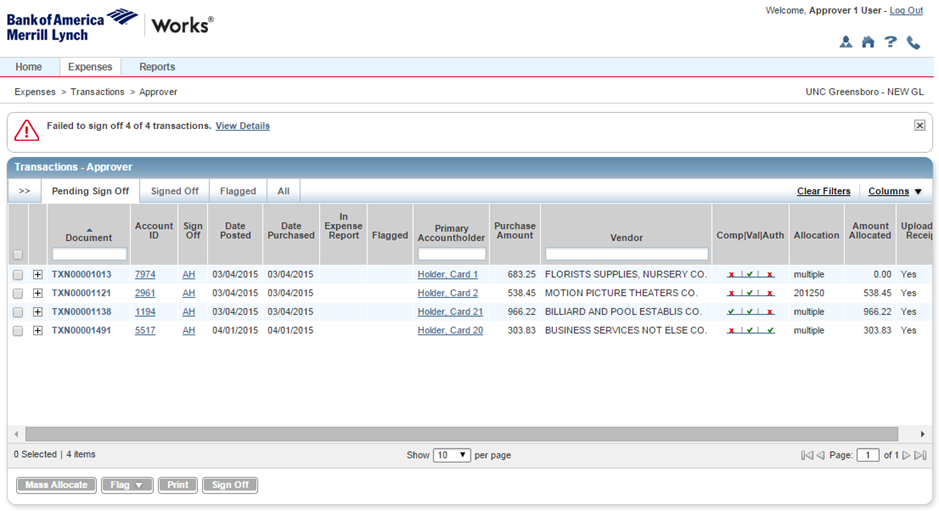 Welcome, Approver 1 User - Log Out
Bank of America
Merrill Lynch
Works®
Home Expenses Reports
Expenses > Transactions > Approver UNC Greensboro - NEW GL
Failed to sign off 4 of 4 transactions. View Details
Transactions - Approver
>> Pending Sign Off Signed Off Flagged All Clear Filters Columns ▼
Document Account ID Sign Off Date Posted Date Purchased In Expense Report Flagged Primary Accountholder Purchase Amount Vendor Comp|Val|Auth Allocation Amount Allocated Upload Recei
TXN00001013 7974 AH 03/04/2015 03/04/2015 Holder, Card 1 683.25 FLORISTS SUPPLIES, NURSERY CO. x | ✓ | x multiple 0.00 Yes
TXN00001121 2961 AH 03/04/2015 03/04/2015 Holder, Card 2 538.45 MOTION PICTURE THEATERS CO. x | ✓ | x 201250 538.45 Yes
TXN00001138 1194 AH 03/04/2015 03/04/2015 Holder, Card 21 966.22 BILLIARD AND POOL ESTABLIS CO. ✓ | ✓ | x multiple 966.22 Yes
TXN00001491 5517 AH 04/01/2015 04/01/2015 Holder, Card 20 303.83 BUSINESS SERVICES NOT ELSE CO. x | ✓ | ✓ multiple 303.83 Yes
0 Selected | 4 items Show 10 ▼ per page Page: 1 of 1
Mass Allocate Flag ▼ Print Sign Off